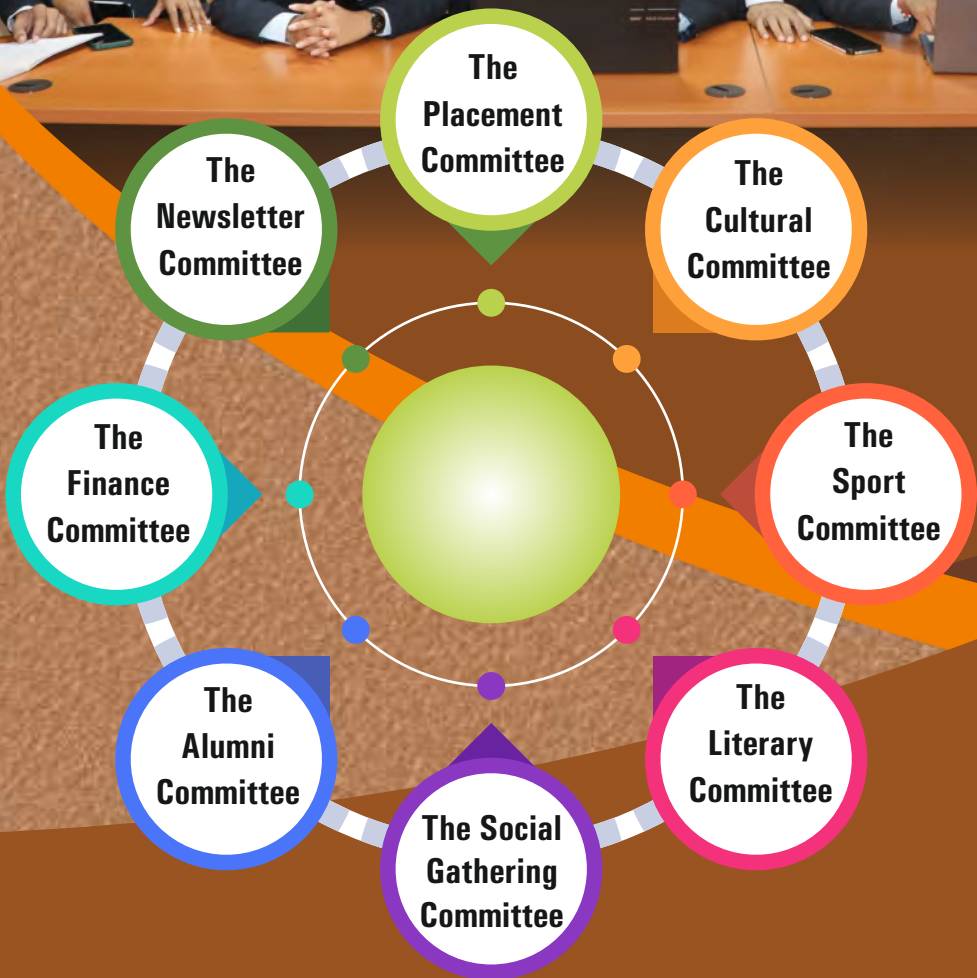 The
Placement
Committee
The
Cultural
Committee
The
Sport
Committee
The
Literary
Committee
The Social
Gathering
Committee
The
Alumni
Committee
The
Finance
Committee
The
Newsletter
Committee